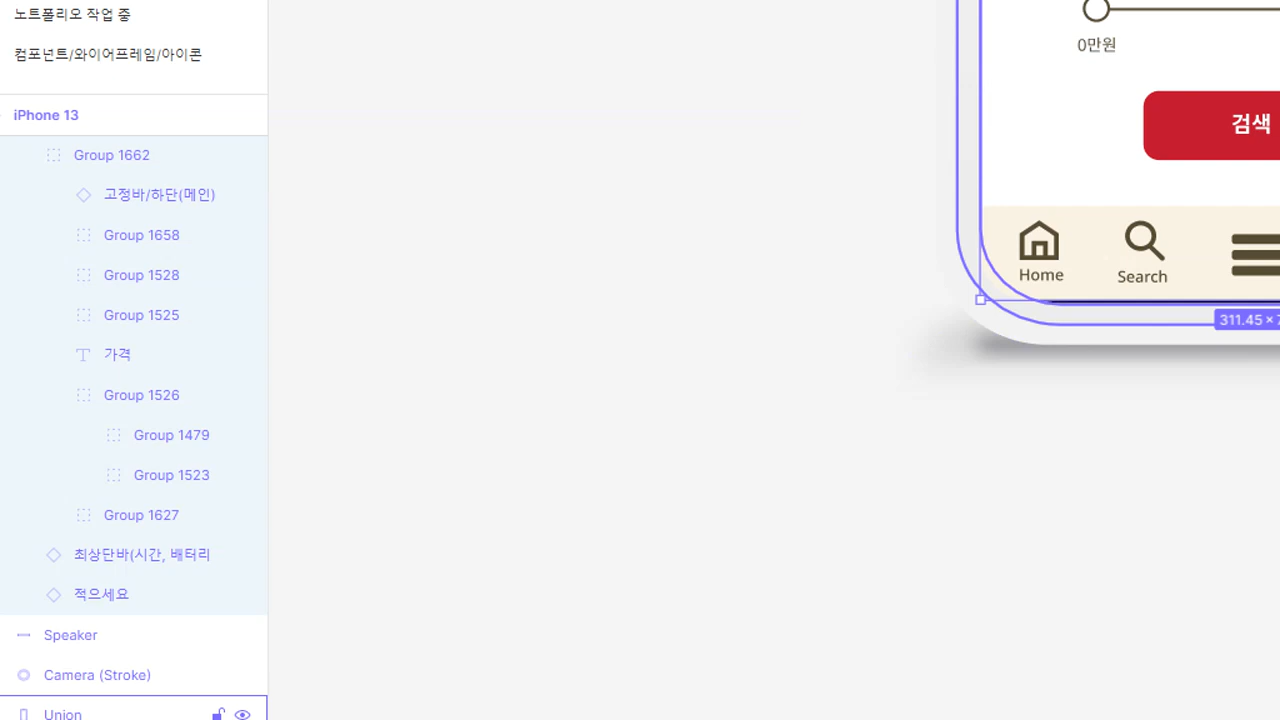 노트폴리오 작업 중
컴포넌트/와이어프레임/아이콘
iPhone 13
Group 1662
고정바/하단(메인)
Group 1658
Group 1528
Group 1525
가격
Group 1526
Group 1479
Group 1523
Group 1627
최상단바(시간, 배터리
적으세요
Speaker
Camera (Stroke)
Union
0만원
검색
Home
Search
311.45 ×